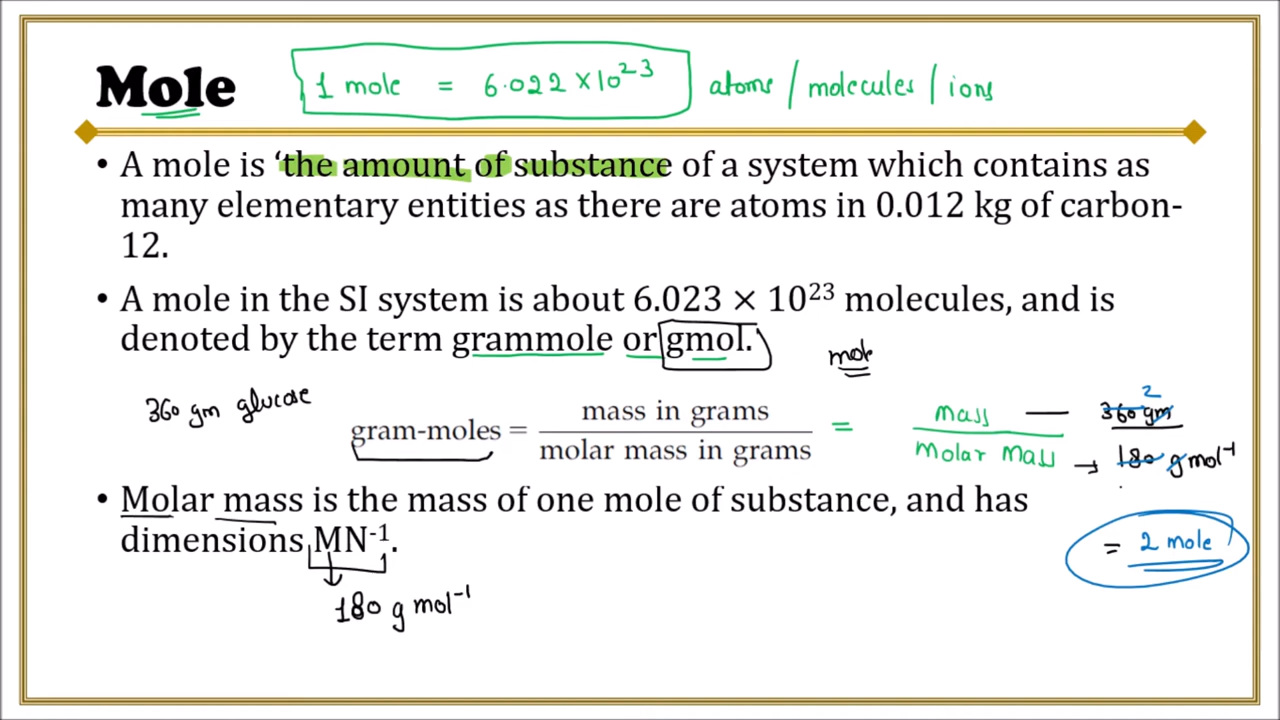 Mole
1 mole = 6.022 × 10²³ atoms / molecules / ions
• A mole is ‘the amount of substance of a system which contains as
many elementary entities as there are atoms in 0.012 kg of carbon-
12.
• A mole in the SI system is about 6.023 × 10²³ molecules, and is
denoted by the term grammole or gmol.
mole
360 gm glucose
gram-moles = mass in grams / molar mass in grams = mass / molar mass
2
360 gm
180 g mol⁻¹
• Molar mass is the mass of one mole of substance, and has
dimensions MN⁻¹.
= 2 mole
180 g mol⁻¹